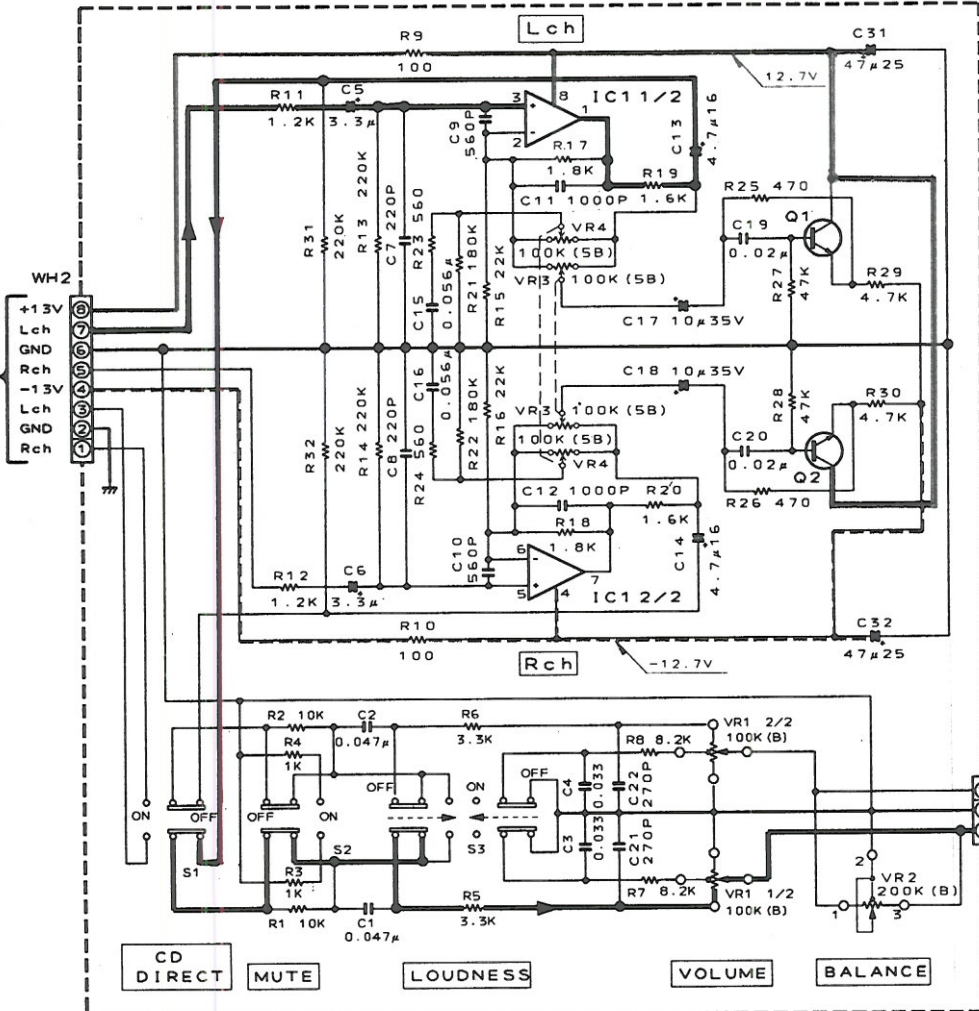 Lch
R9
100
C31
47μ25
12.7V
R11
1.2K
C5
3.3μ
C9
560P
3
8
1
2
IC1 1/2
C13
4.7μ16
R17
1.8K
C11 1000P
R19
1.6K
R31
220K
R13 220K
C7 220P
R23 560
C15
0.056μ
R21 180K
R15 22K
VR4
100K (5B)
VR3
100K (5B)
R25 470
C19
0.02μ
R27
47K
Q1
R29
4.7K
C17 10μ35V
WH2
+13V 8
Lch 7
GND 6
Rch 5
-13V 4
Lch 3
GND 2
Rch 1
R32
220K
R14 220K
C8 220P
R24 560
C16
0.056μ
R22 180K
R16 22K
C18 10μ35V
VR3
100K (5B)
100K (5B)
VR4
R28
47K
R30
4.7K
C20
0.02μ
Q2
R26 470
C12 1000P
R20
1.6K
R18
1.8K
C14
4.7μ16
C10
560P
6
5
7
4
IC1 2/2
R12
1.2K
C6
3.3μ
R10
100
C32
47μ25
Rch
-12.7V
R2 10K
C2
0.047μ
R4
1K
R6
3.3K
R8 8.2K
VR1 2/2
100K (B)
C4
0.033
C22
270P
ON
OFF
OFF
ON
OFF
ON
OFF
S1
S2
S3
C3
0.033
C21
270P
R3
1K
R1 10K
C1
0.047μ
R5
3.3K
R7 8.2K
VR1 1/2
100K (B)
2
VR2
200K (B)
1
3
CD
DIRECT
MUTE
LOUDNESS
VOLUME
BALANCE